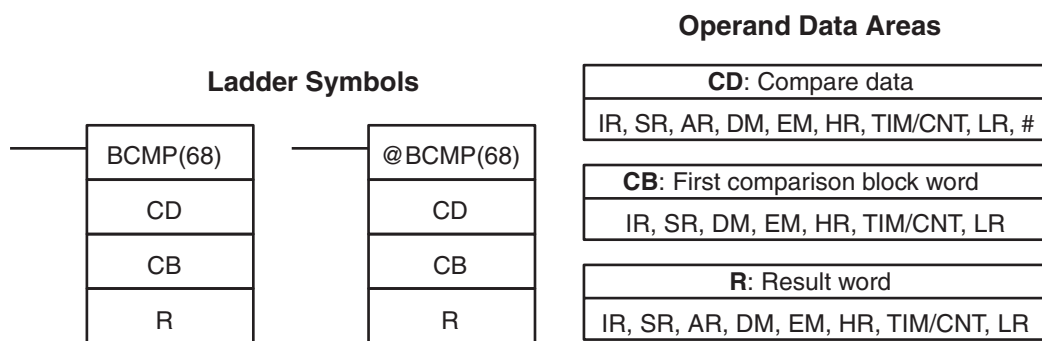 Operand Data Areas
Ladder Symbols
BCMP(68)
CD
CB
R
@BCMP(68)
CD
CB
R
CD: Compare data
IR, SR, AR, DM, EM, HR, TIM/CNT, LR, #
CB: First comparison block word
IR, SR, DM, EM, HR, TIM/CNT, LR
R: Result word
IR, SR, AR, DM, EM, HR, TIM/CNT, LR